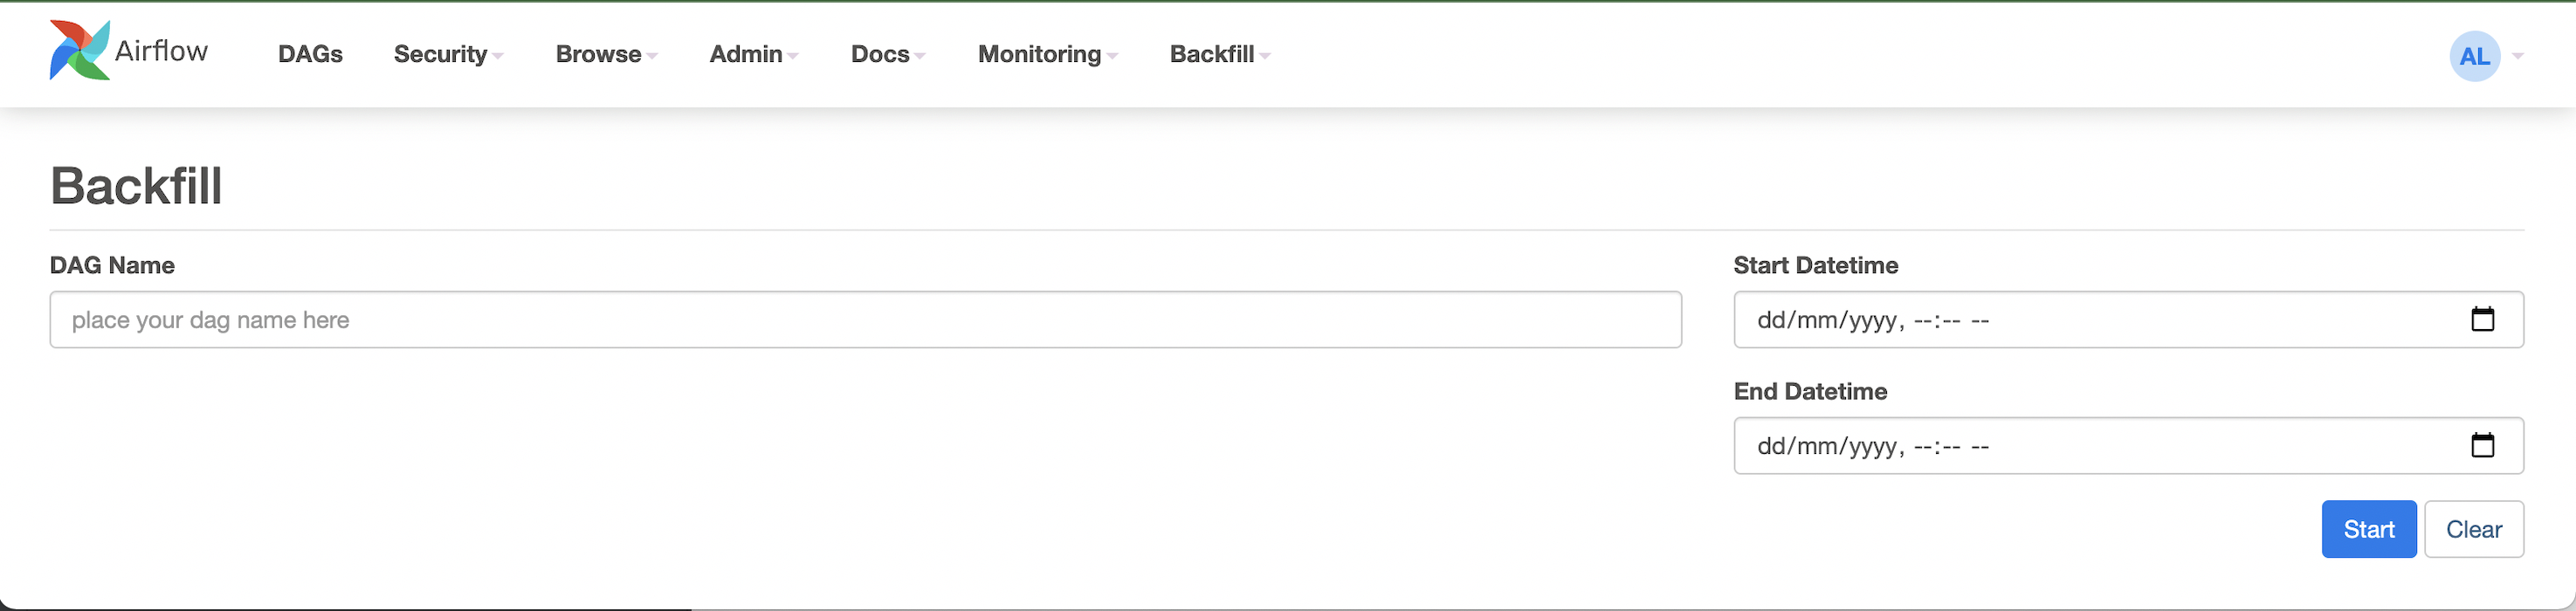 Airflow DAGs Security Browse Admin Docs Monitoring Backfill AL
Backfill
DAG Name
place your dag name here
Start Datetime
dd/mm/yyyy, --:-- --
End Datetime
dd/mm/yyyy, --:-- --
Start Clear